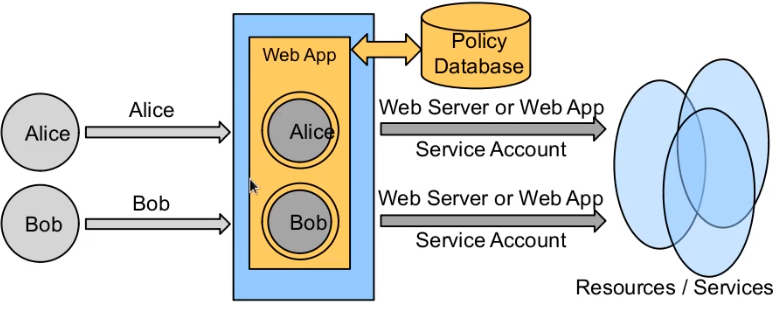 Alice
Alice
Web App
Alice
Policy
Database
Web Server or Web App
Service Account
Bob
Bob
Bob
Web Server or Web App
Service Account
Resources / Services